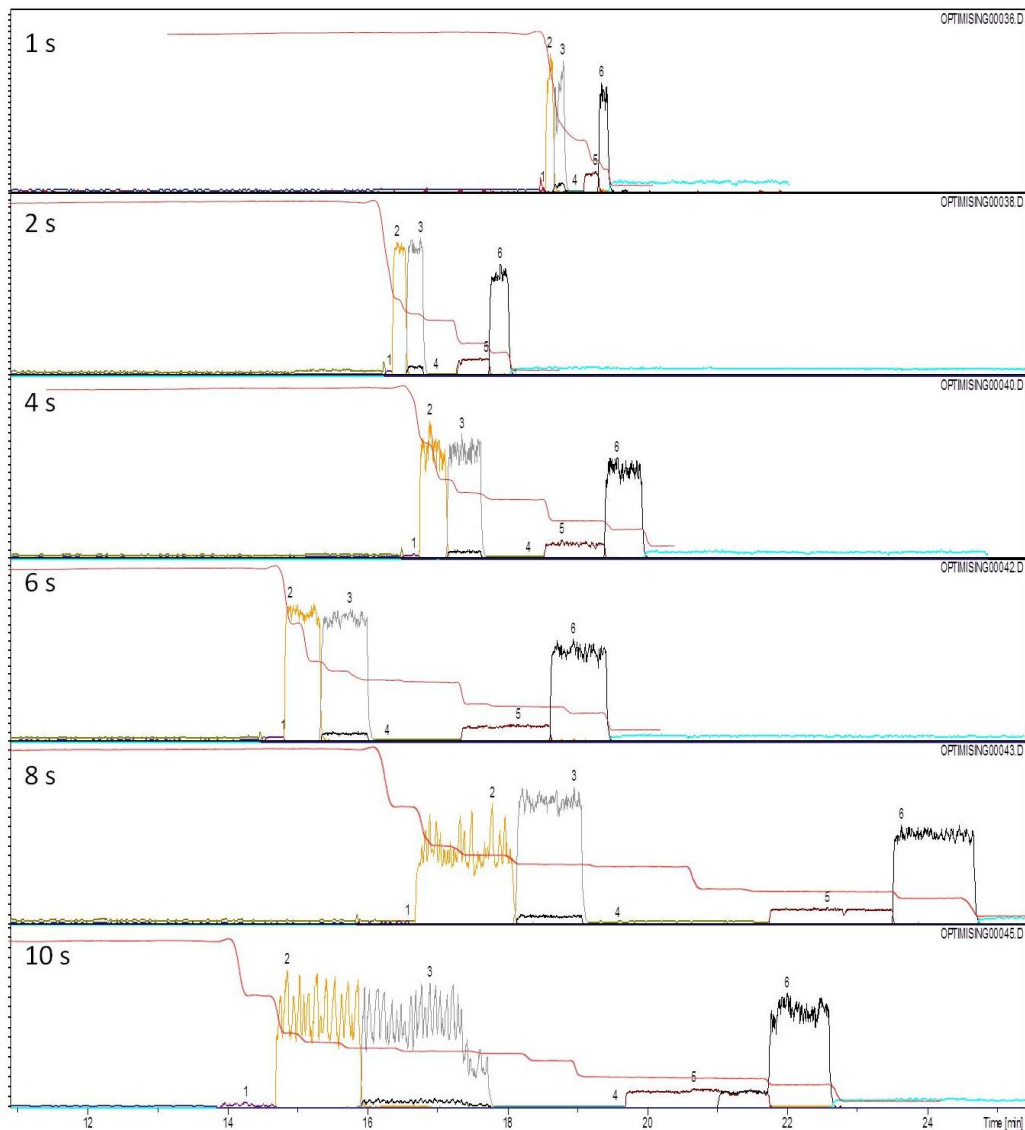 OPTIMISING00036.D
1 s
2
3
6
1
4
5
OPTIMISING00038.D
2 s
2
3
6
1
4
5
OPTIMISING00040.D
4 s
2
3
6
1
4
5
OPTIMISING00042.D
6 s
2
3
6
1
4
5
OPTIMISING00043.D
8 s
2
3
6
1
4
5
OPTIMISING00045.D
10 s
2
3
6
1
4
5
12 14 16 18 20 22 24 Time [min]